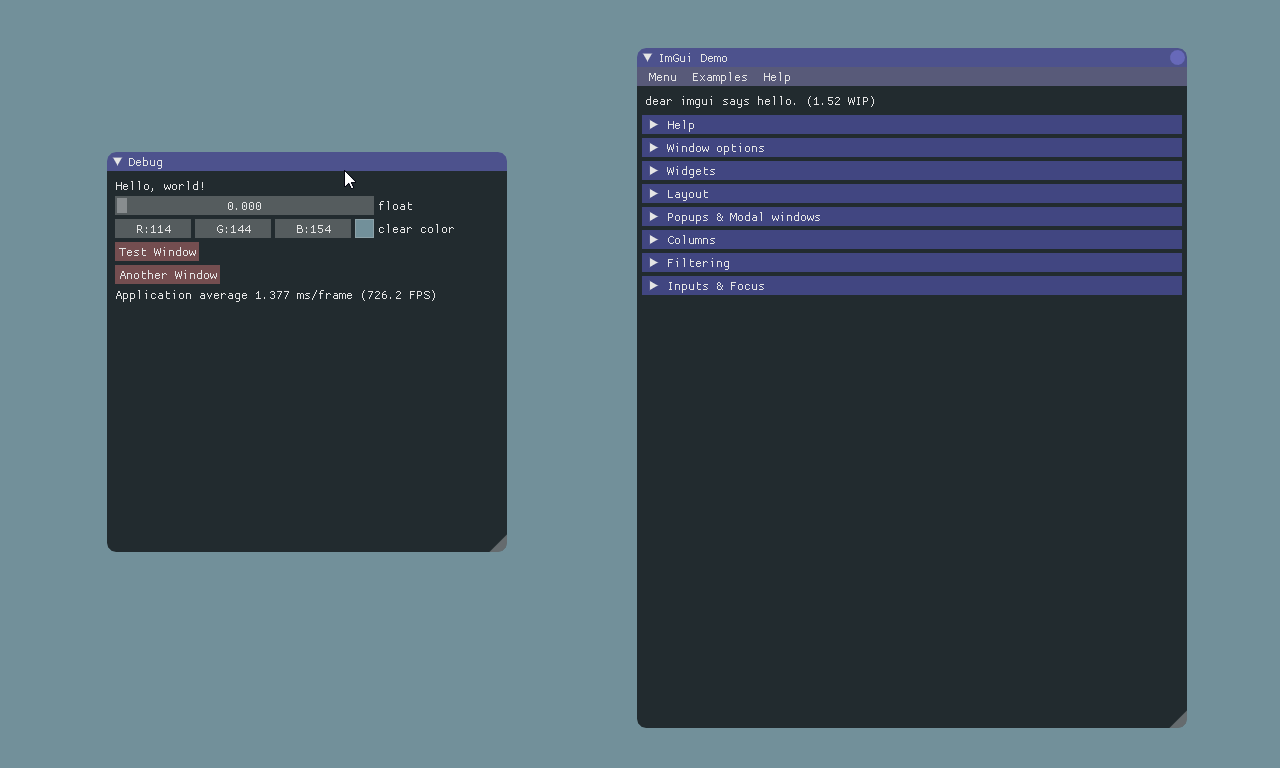 Debug
Hello, world!
0.000 float
R:114 G:144 B:154 clear color
Test Window
Another Window
Application average 1.377 ms/frame (726.2 FPS)
ImGui Demo
Menu Examples Help
dear imgui says hello. (1.52 WIP)
Help
Window options
Widgets
Layout
Popups & Modal windows
Columns
Filtering
Inputs & Focus